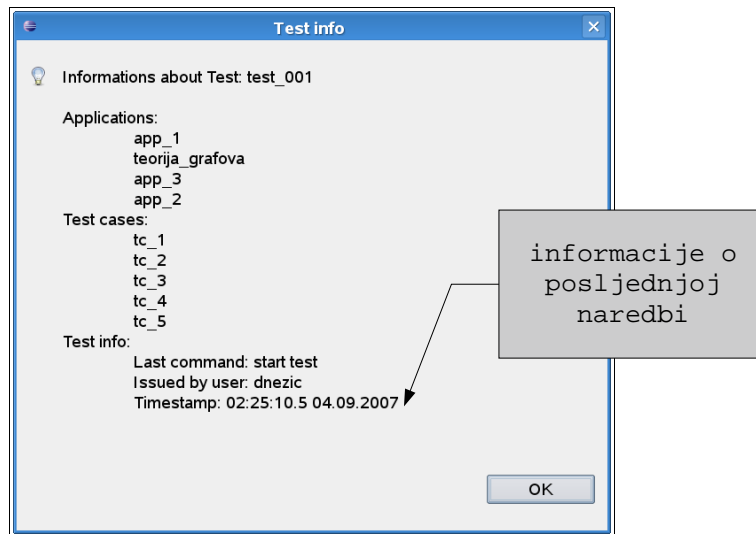 Test info
Informations about Test: test_001
Applications:
app_1
teorija_grafova
app_3
app_2
Test cases:
tc_1
tc_2
tc_3
tc_4
tc_5
Test info:
Last command: start test
Issued by user: dnezic
Timestamp: 02:25:10.5 04.09.2007
informacije o
posljednjoj
naredbi
OK